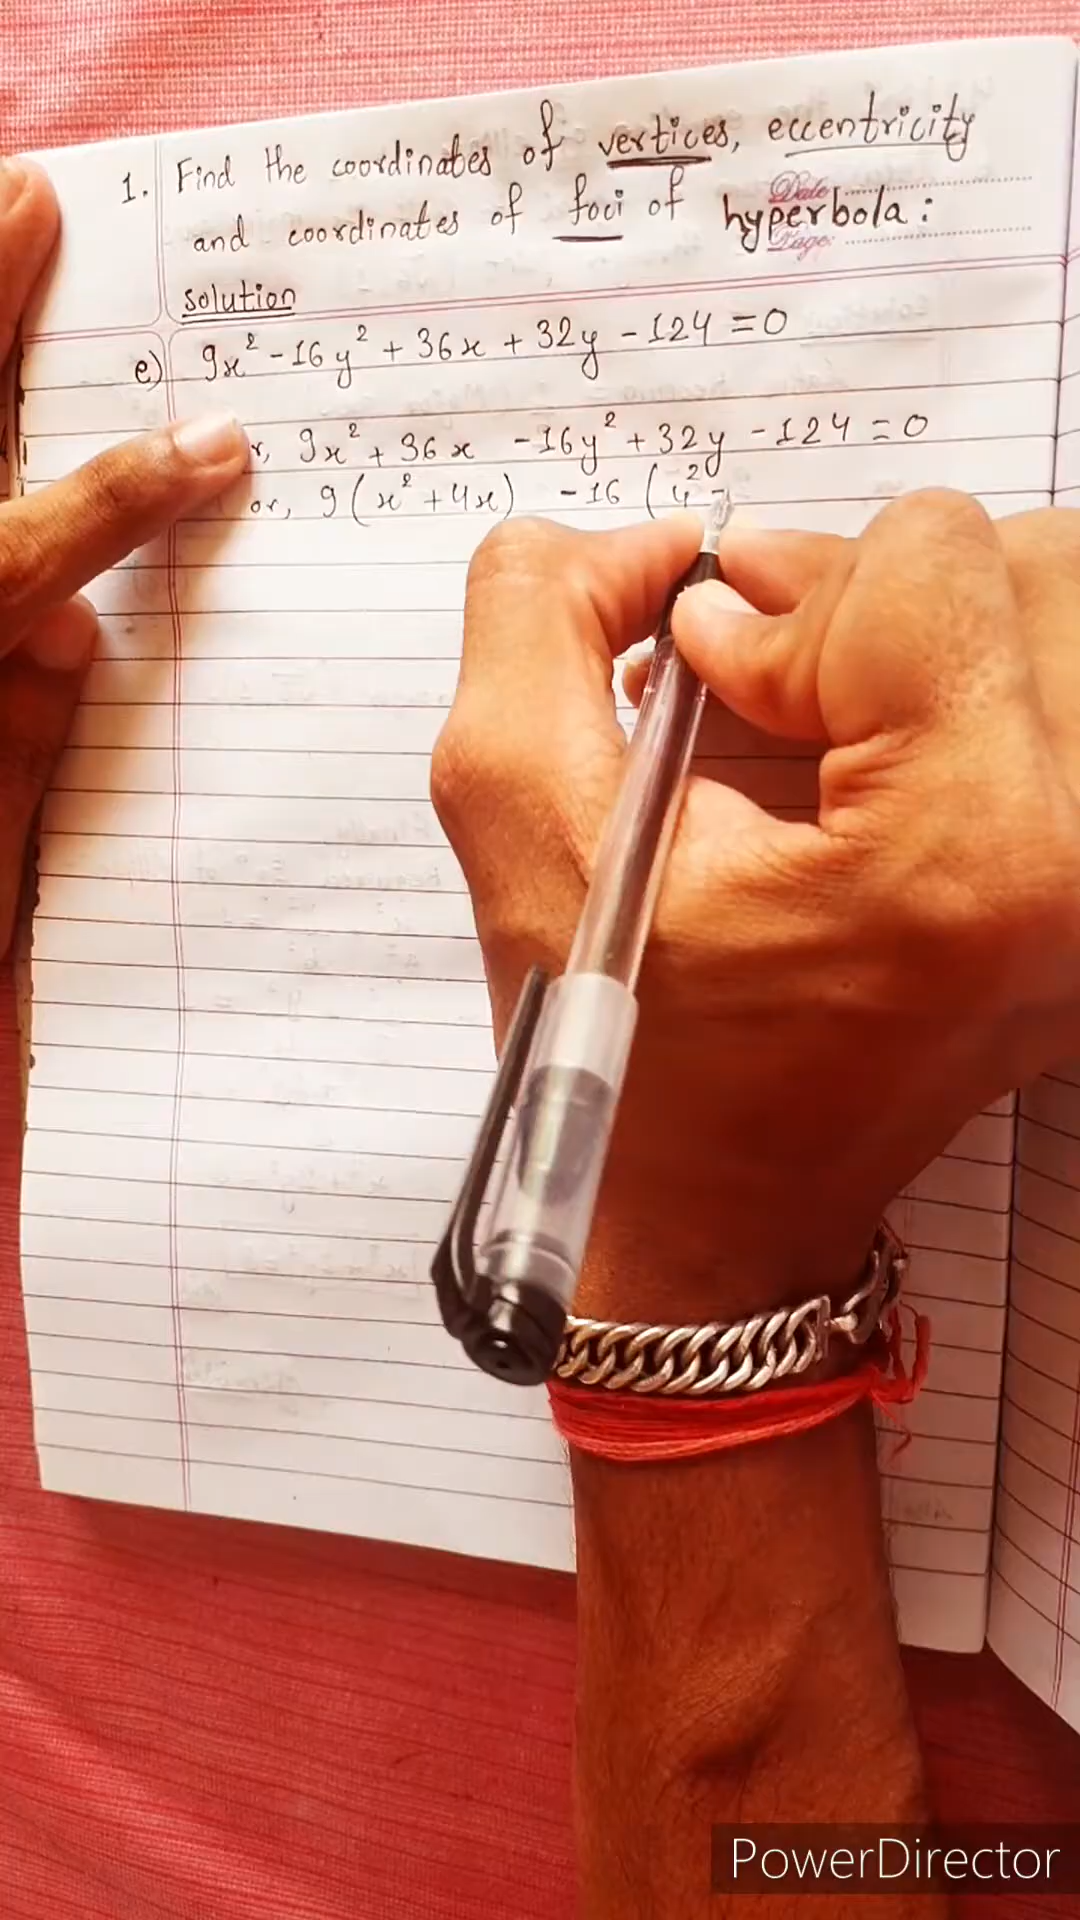 1. Find the coordinates of vertices, eccentricity
Date
and coordinates of foci of hyperbola:
Page:
solution
e) 9x² - 16y² + 36x + 32y - 124 = 0
r, 9x² + 36x - 16y² + 32y - 124 = 0
or, 9(x² + 4x) - 16 (y² -
PowerDirector